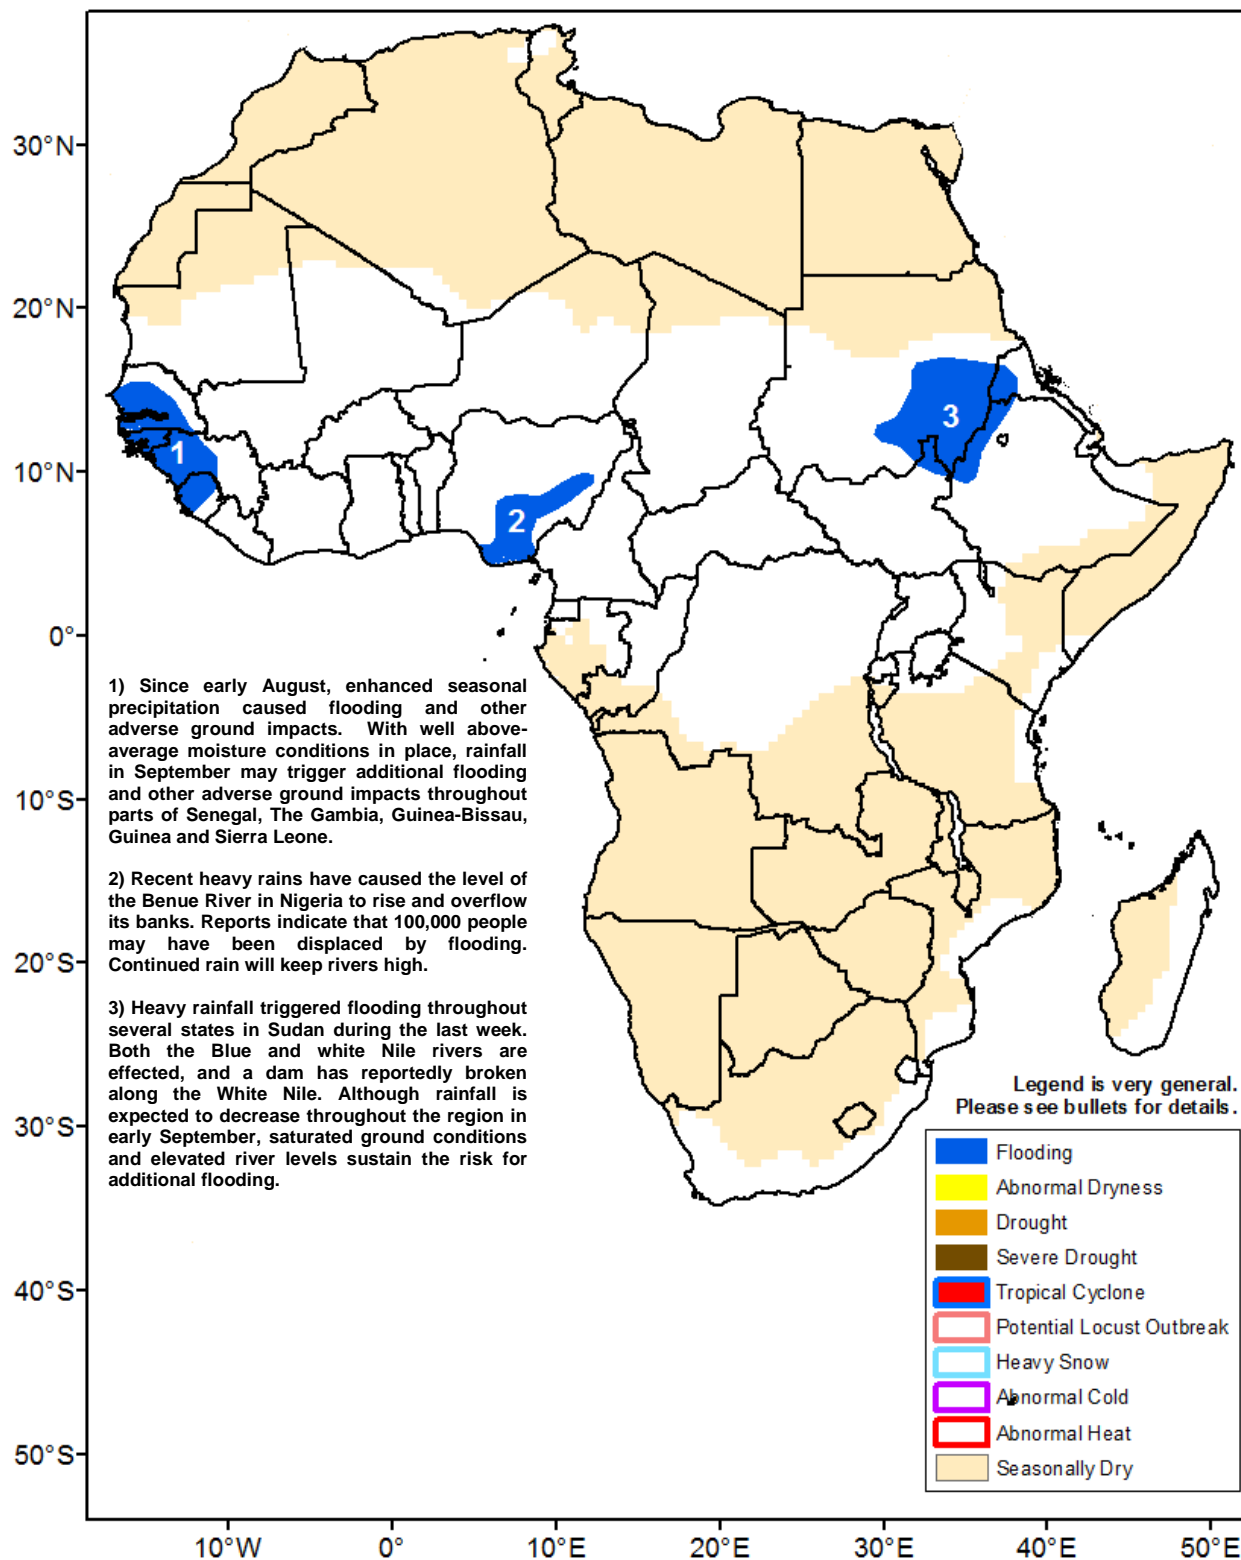 30°N
20°N
10°N
0°
10°S
20°S
30°S
40°S
50°S
1
2
3
1) Since early August, enhanced seasonal
precipitation caused flooding and other
adverse ground impacts. With well above-
average moisture conditions in place, rainfall
in September may trigger additional flooding
and other adverse ground impacts throughout
parts of Senegal, The Gambia, Guinea-Bissau,
Guinea and Sierra Leone.
2) Recent heavy rains have caused the level of
the Benue River in Nigeria to rise and overflow
its banks. Reports indicate that 100,000 people
may have been displaced by flooding.
Continued rain will keep rivers high.
3) Heavy rainfall triggered flooding throughout
several states in Sudan during the last week.
Both the Blue and white Nile rivers are
effected, and a dam has reportedly broken
along the White Nile. Although rainfall is
expected to decrease throughout the region in
early September, saturated ground conditions
and elevated river levels sustain the risk for
additional flooding.
Legend is very general.
Please see bullets for details.
Flooding
Abnormal Dryness
Drought
Severe Drought
Tropical Cyclone
Potential Locust Outbreak
Heavy Snow
Abnormal Cold
Abnormal Heat
Seasonally Dry
10°W
0°
10°E
20°E
30°E
40°E
50°E